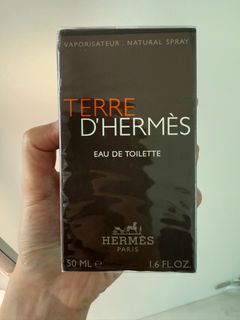 VAPORISATEUR . NATURAL SPRAY
TERRE
D'HERMÈS
EAU DE TOILETTE
HERMÈS
PARIS
50 ML ℮ 1.6 FL.OZ.